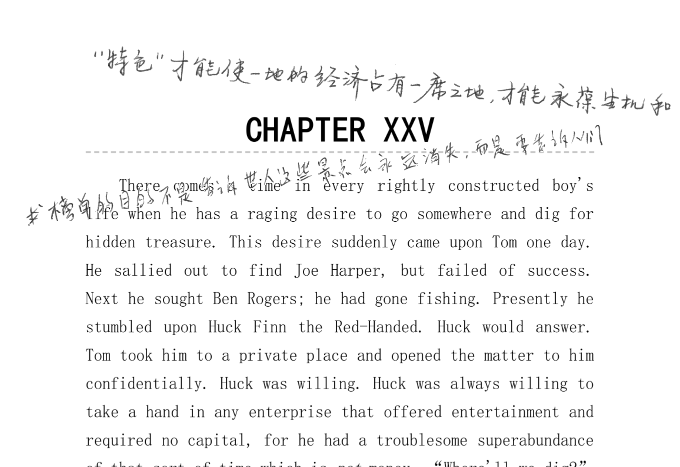 "特色"才能使一地的经济占有一席之地,才能永葆生机和
CHAPTER XXV
榜单的目的不是告诉世人这些景点会永远消失,而是要告诉人们
There comes a time in every rightly constructed boy's
life when he has a raging desire to go somewhere and dig for
hidden treasure. This desire suddenly came upon Tom one day.
He sallied out to find Joe Harper, but failed of success.
Next he sought Ben Rogers; he had gone fishing. Presently he
stumbled upon Huck Finn the Red-Handed. Huck would answer.
Tom took him to a private place and opened the matter to him
confidentially. Huck was willing. Huck was always willing to
take a hand in any enterprise that offered entertainment and
required no capital, for he had a troublesome superabundance
of that sort of time which is not money. “Where'll we dig?”